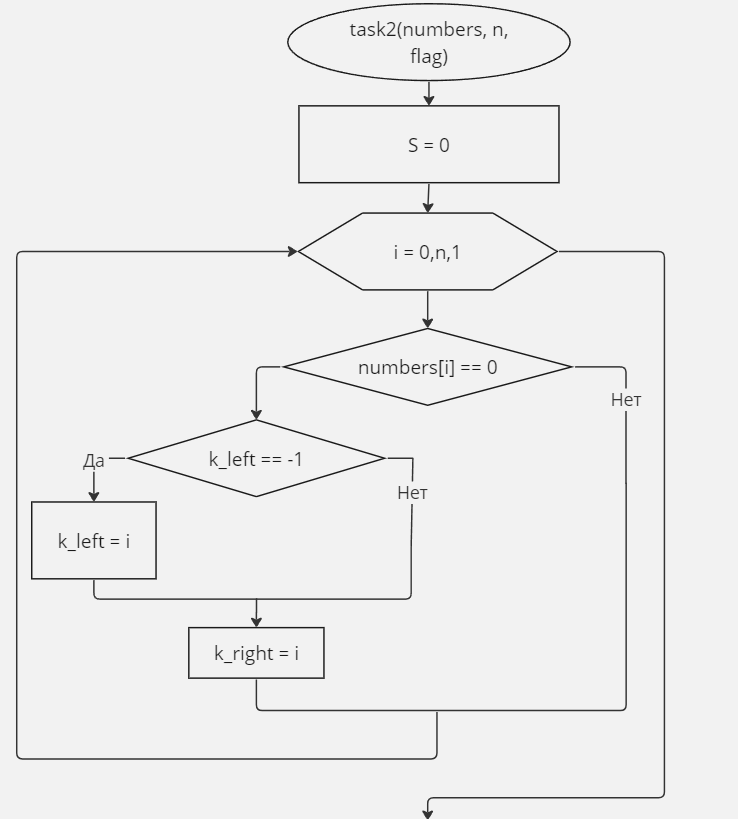 task2(numbers, n,
flag)
S = 0
i = 0,n,1
numbers[i] == 0
Нет
k_left == -1
Да
Нет
k_left = i
k_right = i